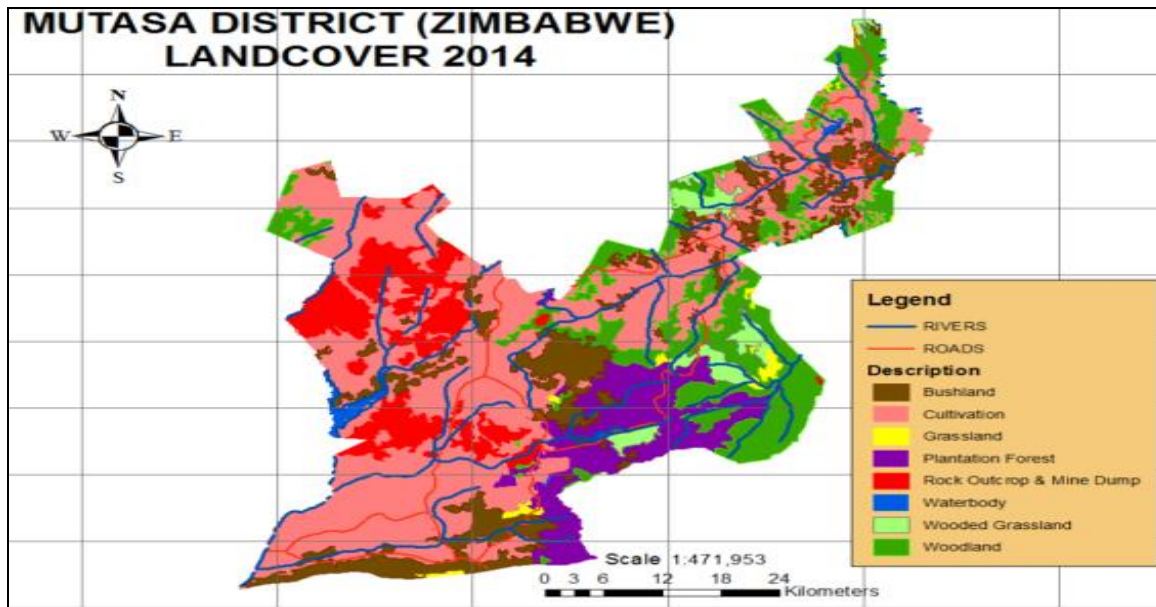 MUTASA DISTRICT (ZIMBABWE)
LANDCOVER 2014
N
W E
S
Legend
RIVERS
ROADS
Description
Bushland
Cultivation
Grassland
Plantation Forest
Rock Outcrop & Mine Dump
Waterbody
Wooded Grassland
Woodland
Scale 1:471,953
0 3 6 12 18 24
Kilometers